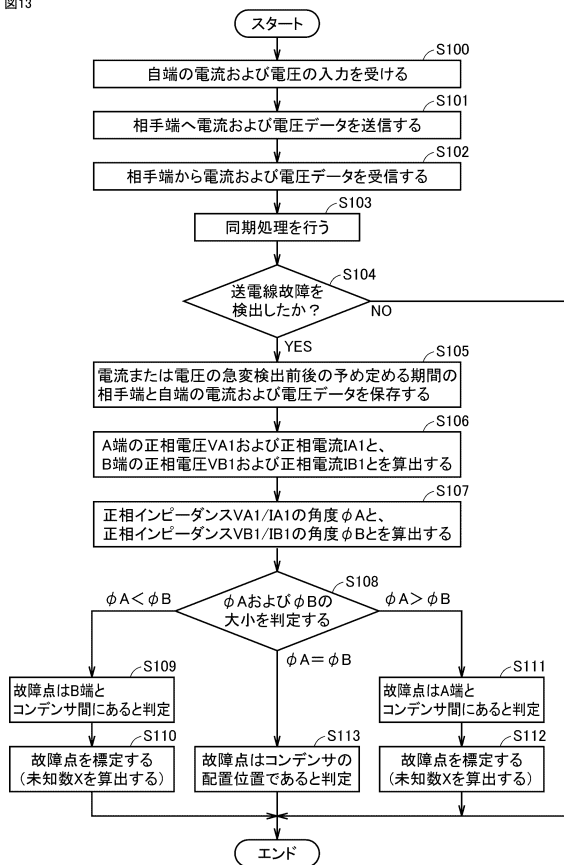 図13
スタート
S100
自端の電流および電圧の入力を受ける
S101
相手端へ電流および電圧データを送信する
S102
相手端から電流および電圧データを受信する
S103
同期処理を行う
S104
送電線故障を
検出したか？
NO
YES
S105
電流または電圧の急変検出前後の予め定める期間の
相手端と自端の電流および電圧データを保存する
S106
A端の正相電圧VA1および正相電流IA1と、
B端の正相電圧VB1および正相電流IB1とを算出する
S107
正相インピーダンスVA1/IA1の角度φAと、
正相インピーダンスVB1/IB1の角度φBとを算出する
S108
φAおよびφBの
大小を判定する
φA＜φB
φA＞φB
φA＝φB
S109
故障点はB端と
コンデンサ間にあると判定
S110
故障点を標定する
（未知数Xを算出する）
S113
故障点はコンデンサの
配置位置であると判定
S111
故障点はA端と
コンデンサ間にあると判定
S112
故障点を標定する
（未知数Xを算出する）
エンド